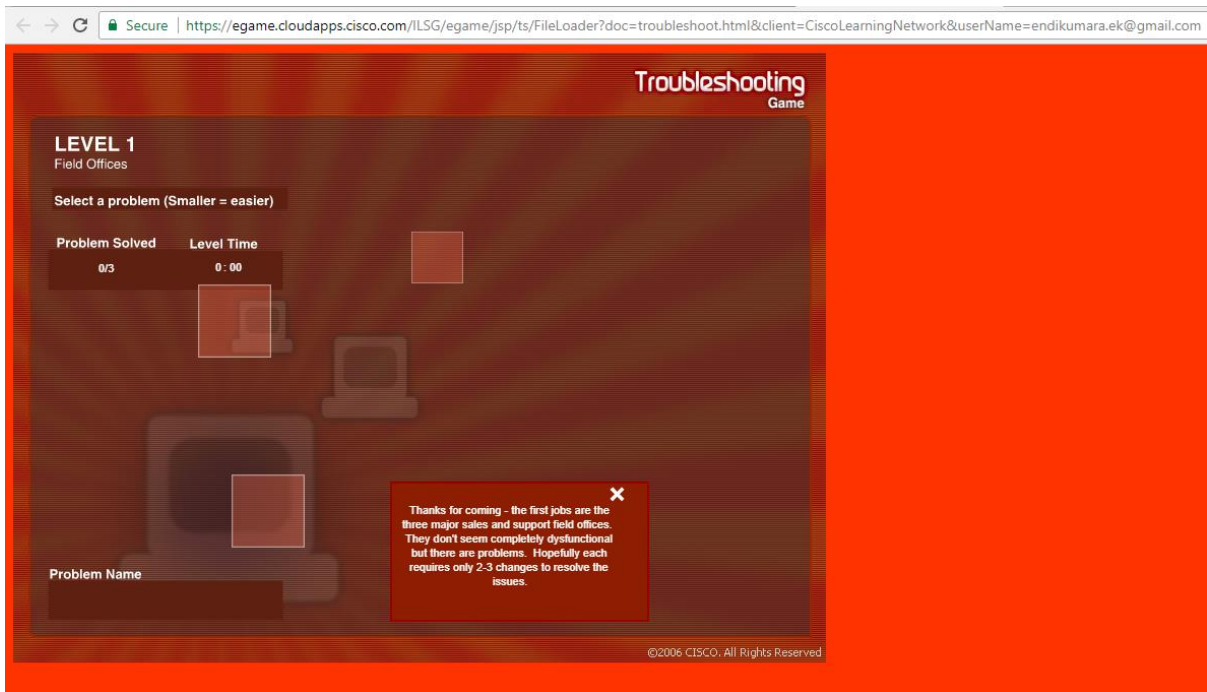 Secure | https://egame.cloudapps.cisco.com/ILSG/egame/jsp/ts/FileLoader?doc=troubleshoot.html&client=CiscoLearningNetwork&userName=endikumara.ek@gmail.com
Troubleshooting
Game
LEVEL 1
Field Offices
Select a problem (Smaller = easier)
Problem Solved Level Time
0/3 0:00
Thanks for coming - the first jobs are the
three major sales and support field offices.
They don't seem completely dysfunctional
but there are problems. Hopefully each
requires only 2-3 changes to resolve the
issues.
Problem Name
©2006 CISCO. All Rights Reserved